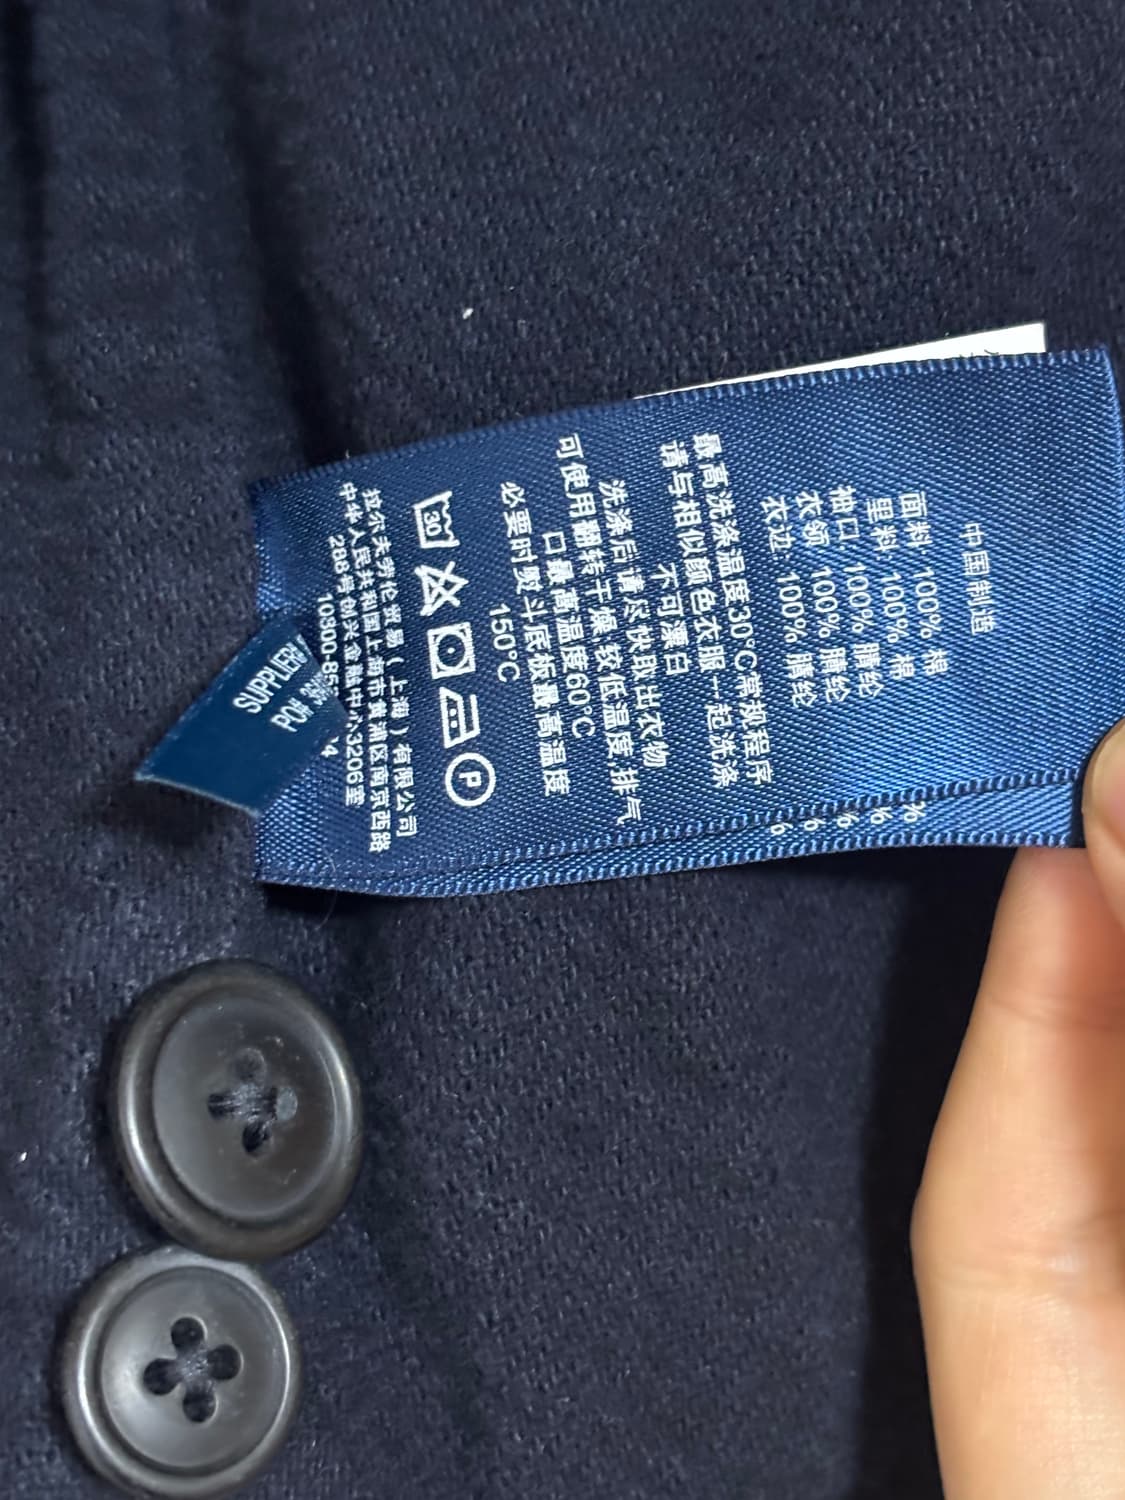 中国制造
面料 100% 棉
里料 100% 棉
袖口. 100% 腈纶
衣领 100% 腈纶
衣边. 100% 腈纶
最高洗涤温度30°C常规程序
请与相似颜色衣服一起洗涤
不可漂白
洗涤后请尽快取出衣物
可使用翻转干燥较低温度,排气
口最高温度60°C
必要时熨斗底板最高温度
150°C
30
P
拉尔夫劳伦贸易（上海）有限公司
中华人民共和国上海市黄浦区南京西路
288号创兴金融中心3206室
SUPPLIER#
PO#
%
%
%
%
%